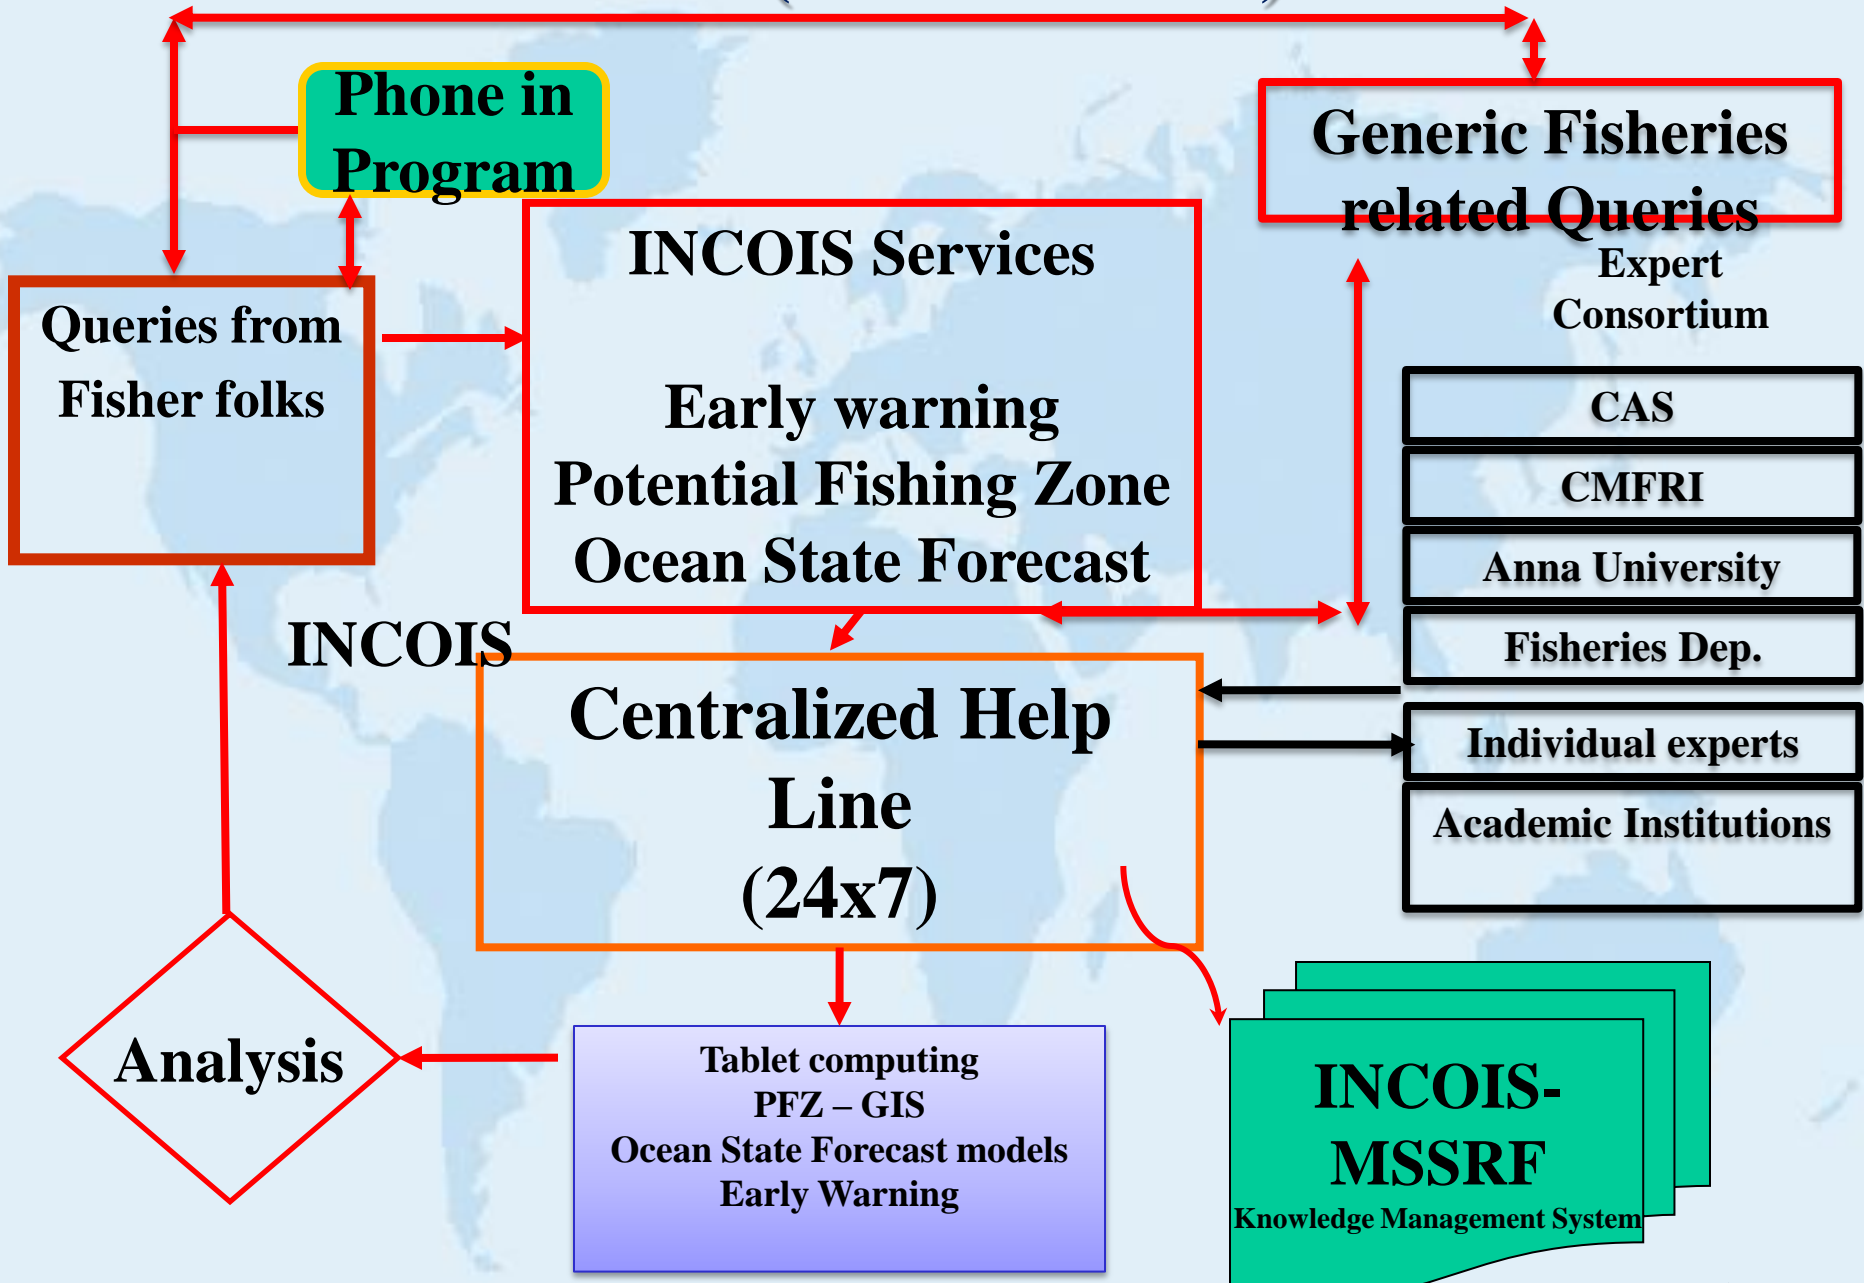 Phone in
Program
Generic Fisheries
related Queries
Expert
Consortium
INCOIS Services
Early warning
Potential Fishing Zone
Ocean State Forecast
Queries from
Fisher folks
CAS
CMFRI
Anna University
Fisheries Dep.
Individual experts
Academic Institutions
INCOIS
Centralized Help
Line
(24x7)
Analysis
Tablet computing
PFZ – GIS
Ocean State Forecast models
Early Warning
INCOIS-
MSSRF
Knowledge Management System